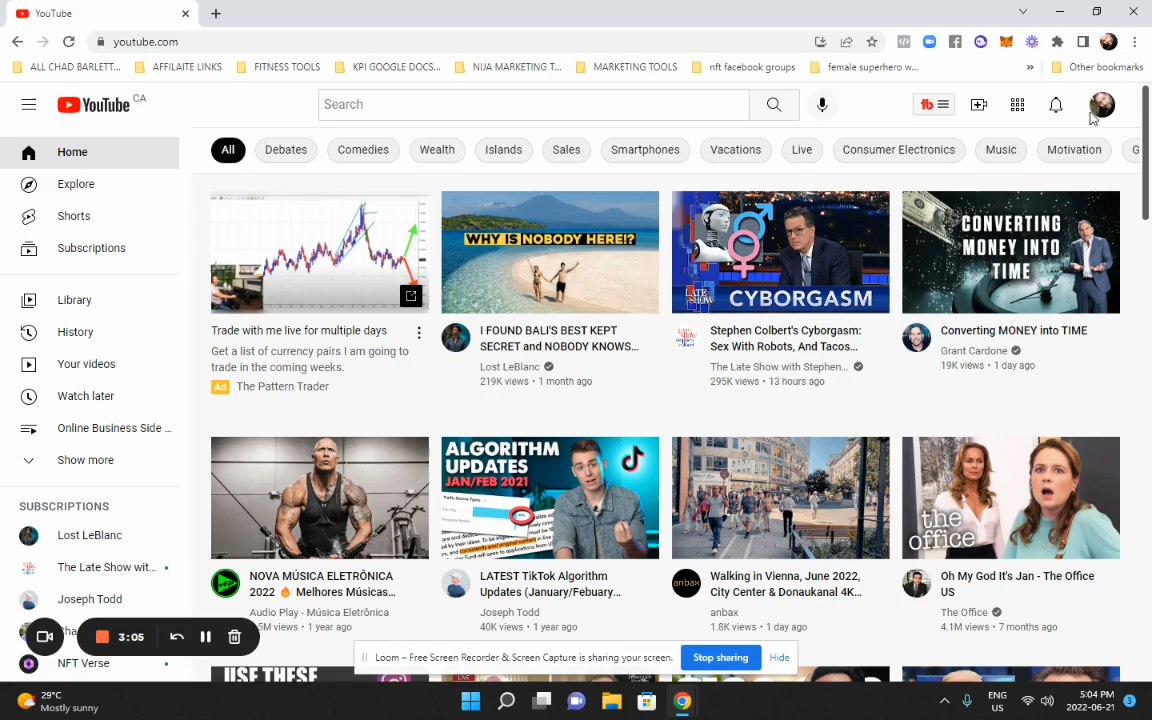 YouTube
youtube.com
ALL CHAD BARLETT...
AFFILAITE LINKS
FITNESS TOOLS
KPI GOOGLE DOCS...
NIJA MARKETING T...
MARKETING TOOLS
nft facebook groups
female superhero w...
»
Other bookmarks
YouTube CA
Search
tb
Home
Explore
Shorts
Subscriptions
Library
History
Your videos
Watch later
Online Business Side ...
Show more
SUBSCRIPTIONS
Lost LeBlanc
The Late Show wit...
Joseph Todd
NFT Verse
All
Debates
Comedies
Wealth
Islands
Sales
Smartphones
Vacations
Live
Consumer Electronics
Music
Motivation
G
Trade with me live for multiple days
Get a list of currency pairs I am going to
trade in the coming weeks.
Ad The Pattern Trader
WHY IS NOBODY HERE!?
I FOUND BALI'S BEST KEPT
SECRET and NOBODY KNOWS...
Lost LeBlanc
219K views • 1 month ago
LATE SHOW
CYBORGASM
Stephen Colbert's Cyborgasm:
Sex With Robots, And Tacos...
The Late Show with Stephen...
295K views • 13 hours ago
CONVERTING
MONEY INTO
TIME
Converting MONEY into TIME
Grant Cardone
19K views • 1 day ago
NOVA MÚSICA ELETRÔNICA
2022 🔥 Melhores Músicas...
Audio Play - Música Eletrônica
5M views • 1 year ago
ALGORITHM
UPDATES
JAN/FEB 2021
LATEST TikTok Algorithm
Updates (January/Febuary...
Joseph Todd
40K views • 1 year ago
anbax
Walking in Vienna, June 2022,
City Center & Donaukanal 4K...
anbax
1.8K views • 1 day ago
the
office
Oh My God It's Jan - The Office
US
The Office
4.1M views • 7 months ago
USE THESE
3:05
Loom – Free Screen Recorder & Screen Capture is sharing your screen.
Stop sharing
Hide
29°C
Mostly sunny
ENG
US
5:04 PM
2022-06-21
3